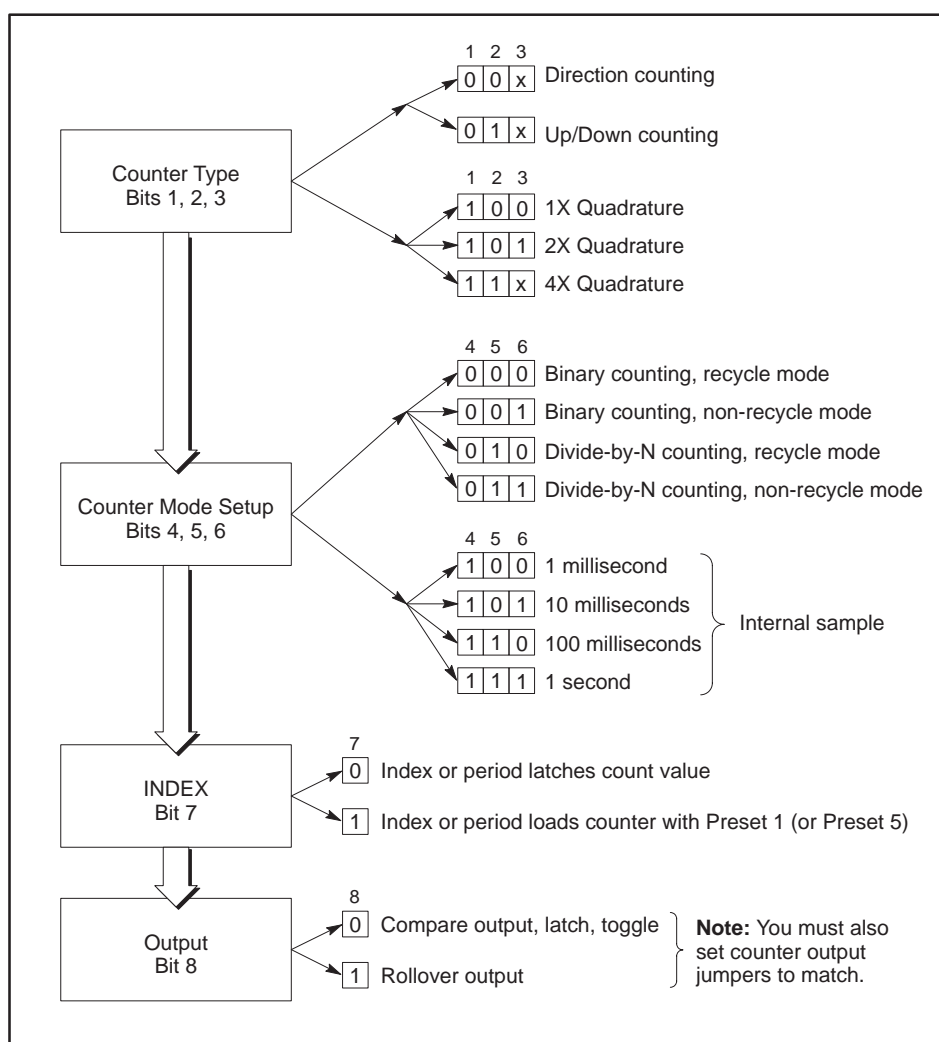 1 2 3
0 0 x Direction counting
0 1 x Up/Down counting
Counter Type
Bits 1, 2, 3
1 2 3
1 0 0 1X Quadrature
1 0 1 2X Quadrature
1 1 x 4X Quadrature
4 5 6
0 0 0 Binary counting, recycle mode
0 0 1 Binary counting, non-recycle mode
0 1 0 Divide-by-N counting, recycle mode
0 1 1 Divide-by-N counting, non-recycle mode
Counter Mode Setup
Bits 4, 5, 6
4 5 6
1 0 0 1 millisecond
1 0 1 10 milliseconds
1 1 0 100 milliseconds
1 1 1 1 second
Internal sample
INDEX
Bit 7
7
0 Index or period latches count value
1 Index or period loads counter with Preset 1 (or Preset 5)
Output
Bit 8
8
0 Compare output, latch, toggle
1 Rollover output
Note: You must also
set counter output
jumpers to match.